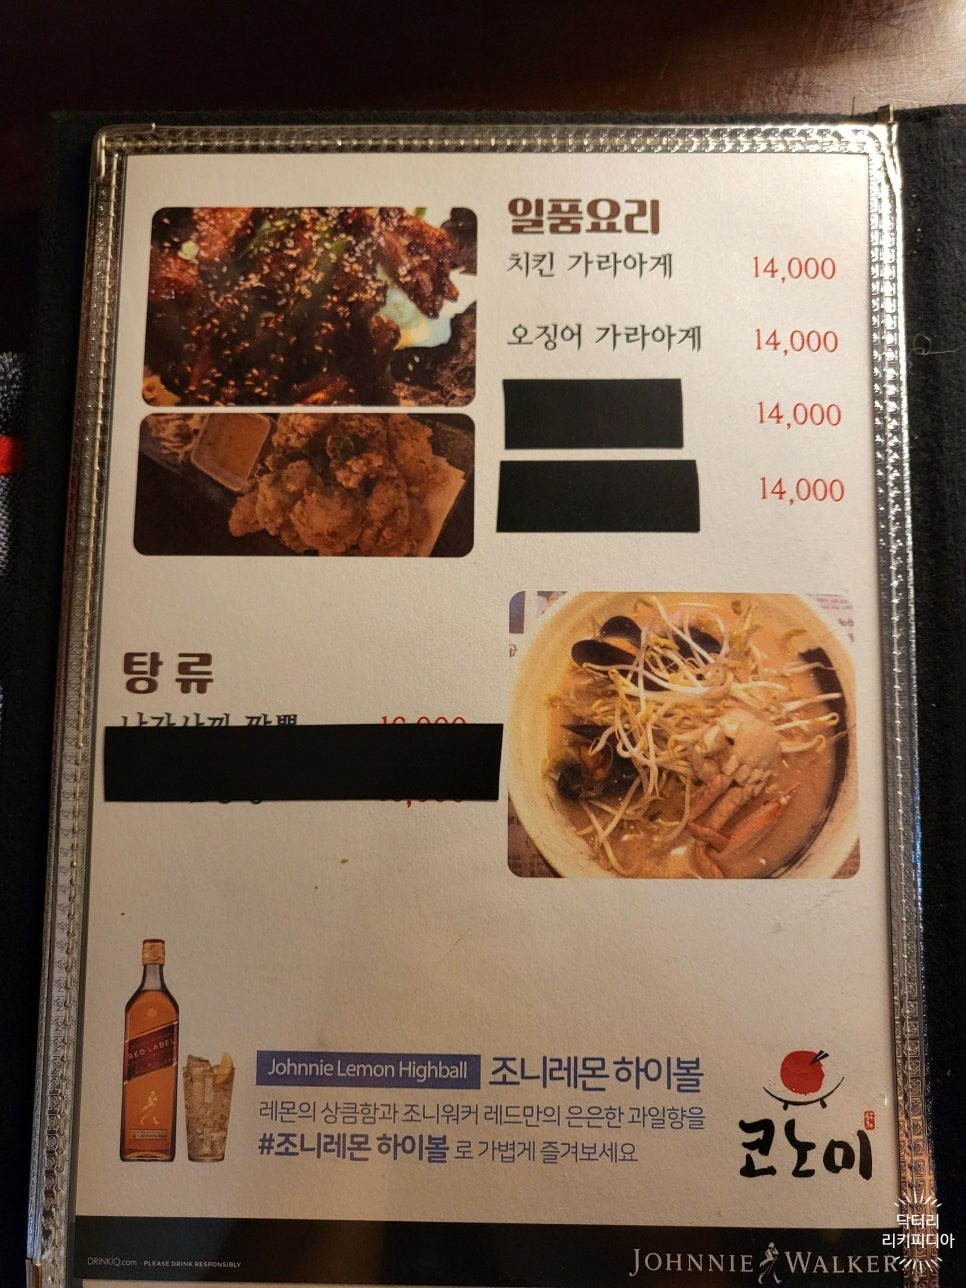 일품요리
치킨 가라아게 14,000
오징어 가라아게 14,000
14,000
14,000
탕류
Johnnie Lemon Highball 조니레몬 하이볼
레몬의 상큼함과 조니워커 레드만의 은은한 과일향을
#조니레몬 하이볼 로 가볍게 즐겨보세요
RED LABEL
코노미
DRINKiQ.com PLEASE DRINK RESPONSIBLY
JOHNNIE WALKER
닥터리
리키피디아